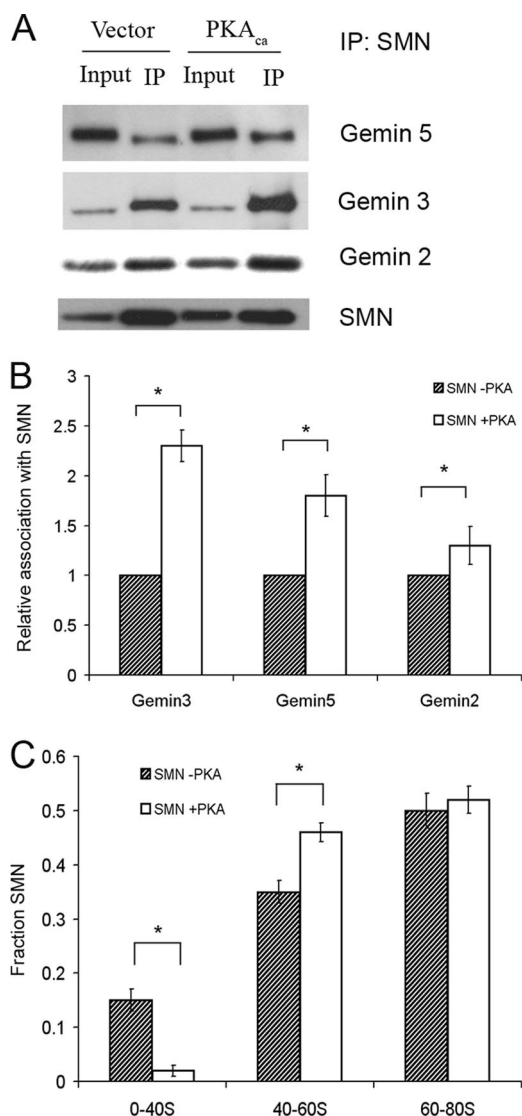 A
Vector PKAca IP: SMN
Input IP Input IP
Gemin 5
Gemin 3
Gemin 2
SMN
B
Relative association with SMN
3
2.5
2
1.5
1
0.5
0
* * *
SMN -PKA
SMN +PKA
Gemin3 Gemin5 Gemin2
C
Fraction SMN
0.6
0.5
0.4
0.3
0.2
0.1
0
SMN -PKA
SMN +PKA
* *
0-40S 40-60S 60-80S